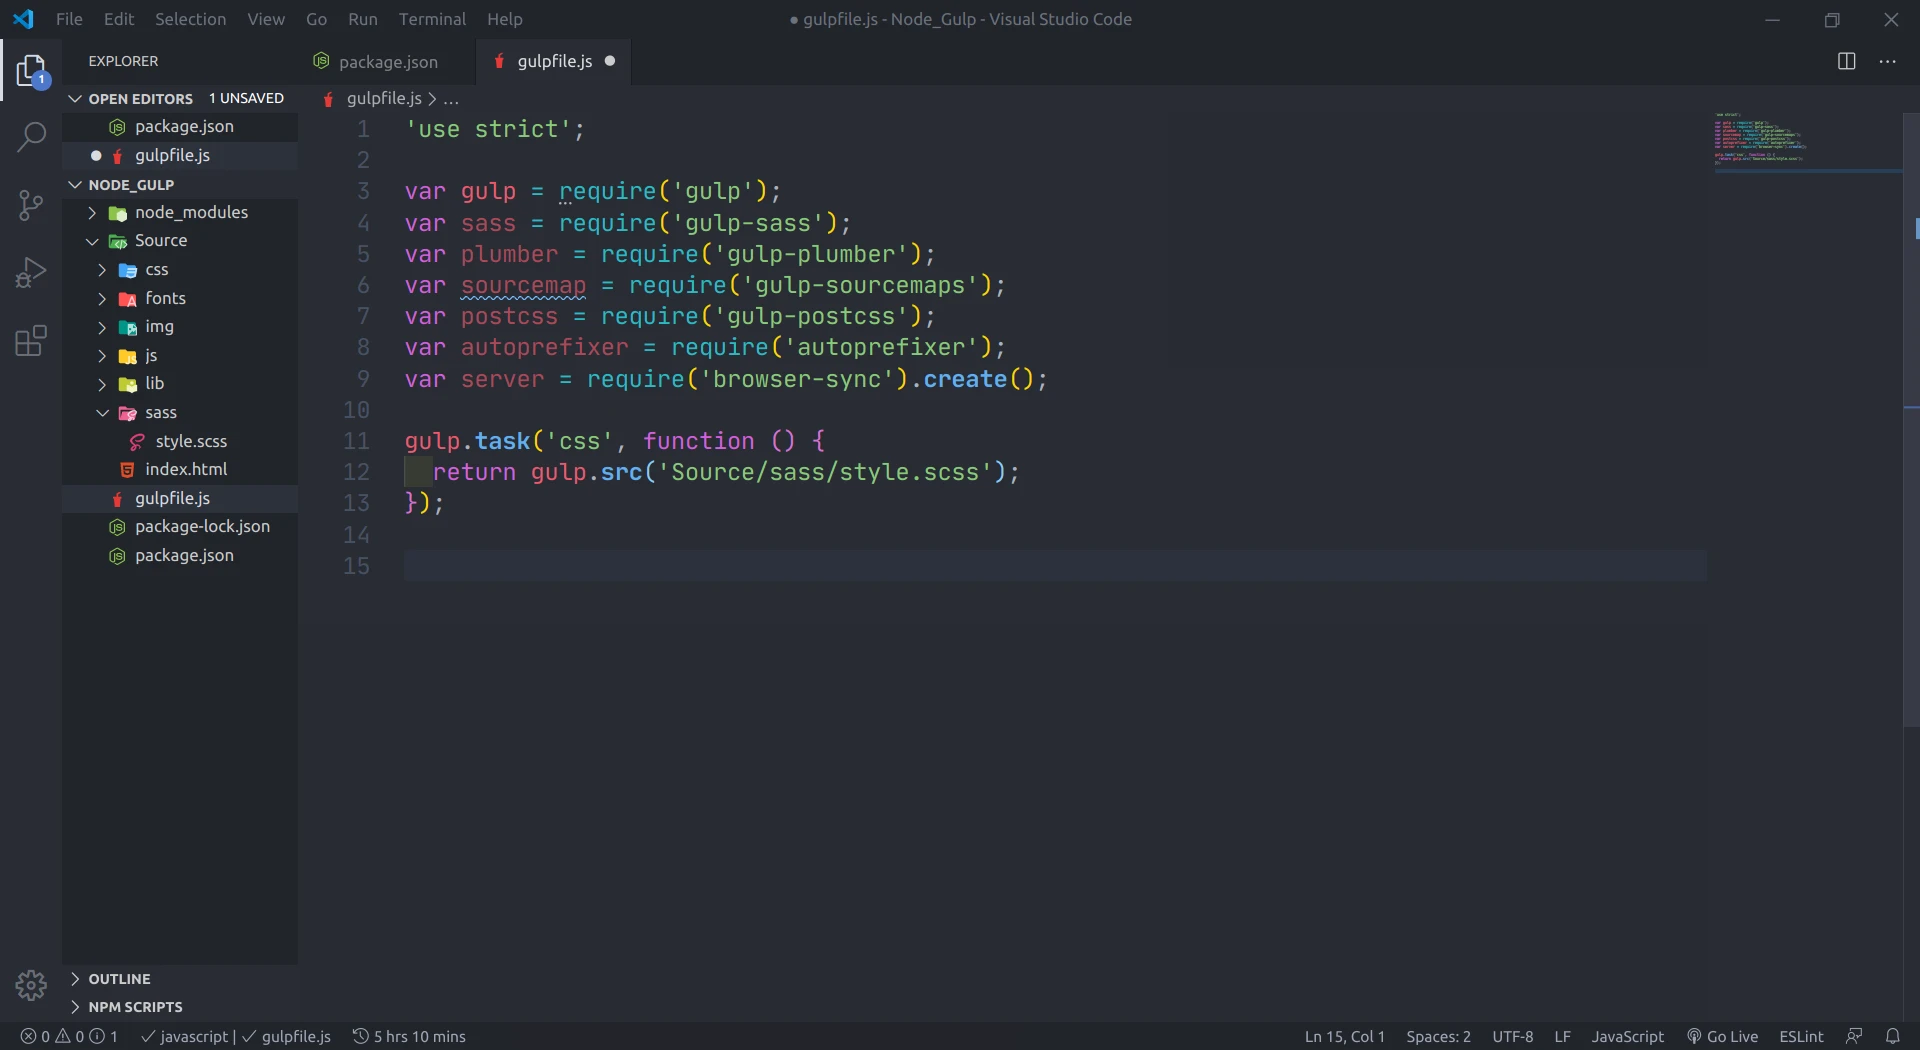 File Edit Selection View Go Run Terminal Help
● gulpfile.js - Node_Gulp - Visual Studio Code
EXPLORER
1
OPEN EDITORS 1 UNSAVED
package.json
gulpfile.js
NODE_GULP
node_modules
Source
css
fonts
img
js
lib
sass
style.scss
index.html
gulpfile.js
package-lock.json
package.json
OUTLINE
NPM SCRIPTS
package.json gulpfile.js
gulpfile.js > ...
1 'use strict';
2
3 var gulp = require('gulp');
4 var sass = require('gulp-sass');
5 var plumber = require('gulp-plumber');
6 var sourcemap = require('gulp-sourcemaps');
7 var postcss = require('gulp-postcss');
8 var autoprefixer = require('autoprefixer');
9 var server = require('browser-sync').create();
10
11 gulp.task('css', function () {
12   return gulp.src('Source/sass/style.scss');
13 });
14
15
0 0 1 javascript | gulpfile.js 5 hrs 10 mins
Ln 15, Col 1 Spaces: 2 UTF-8 LF JavaScript Go Live ESLint